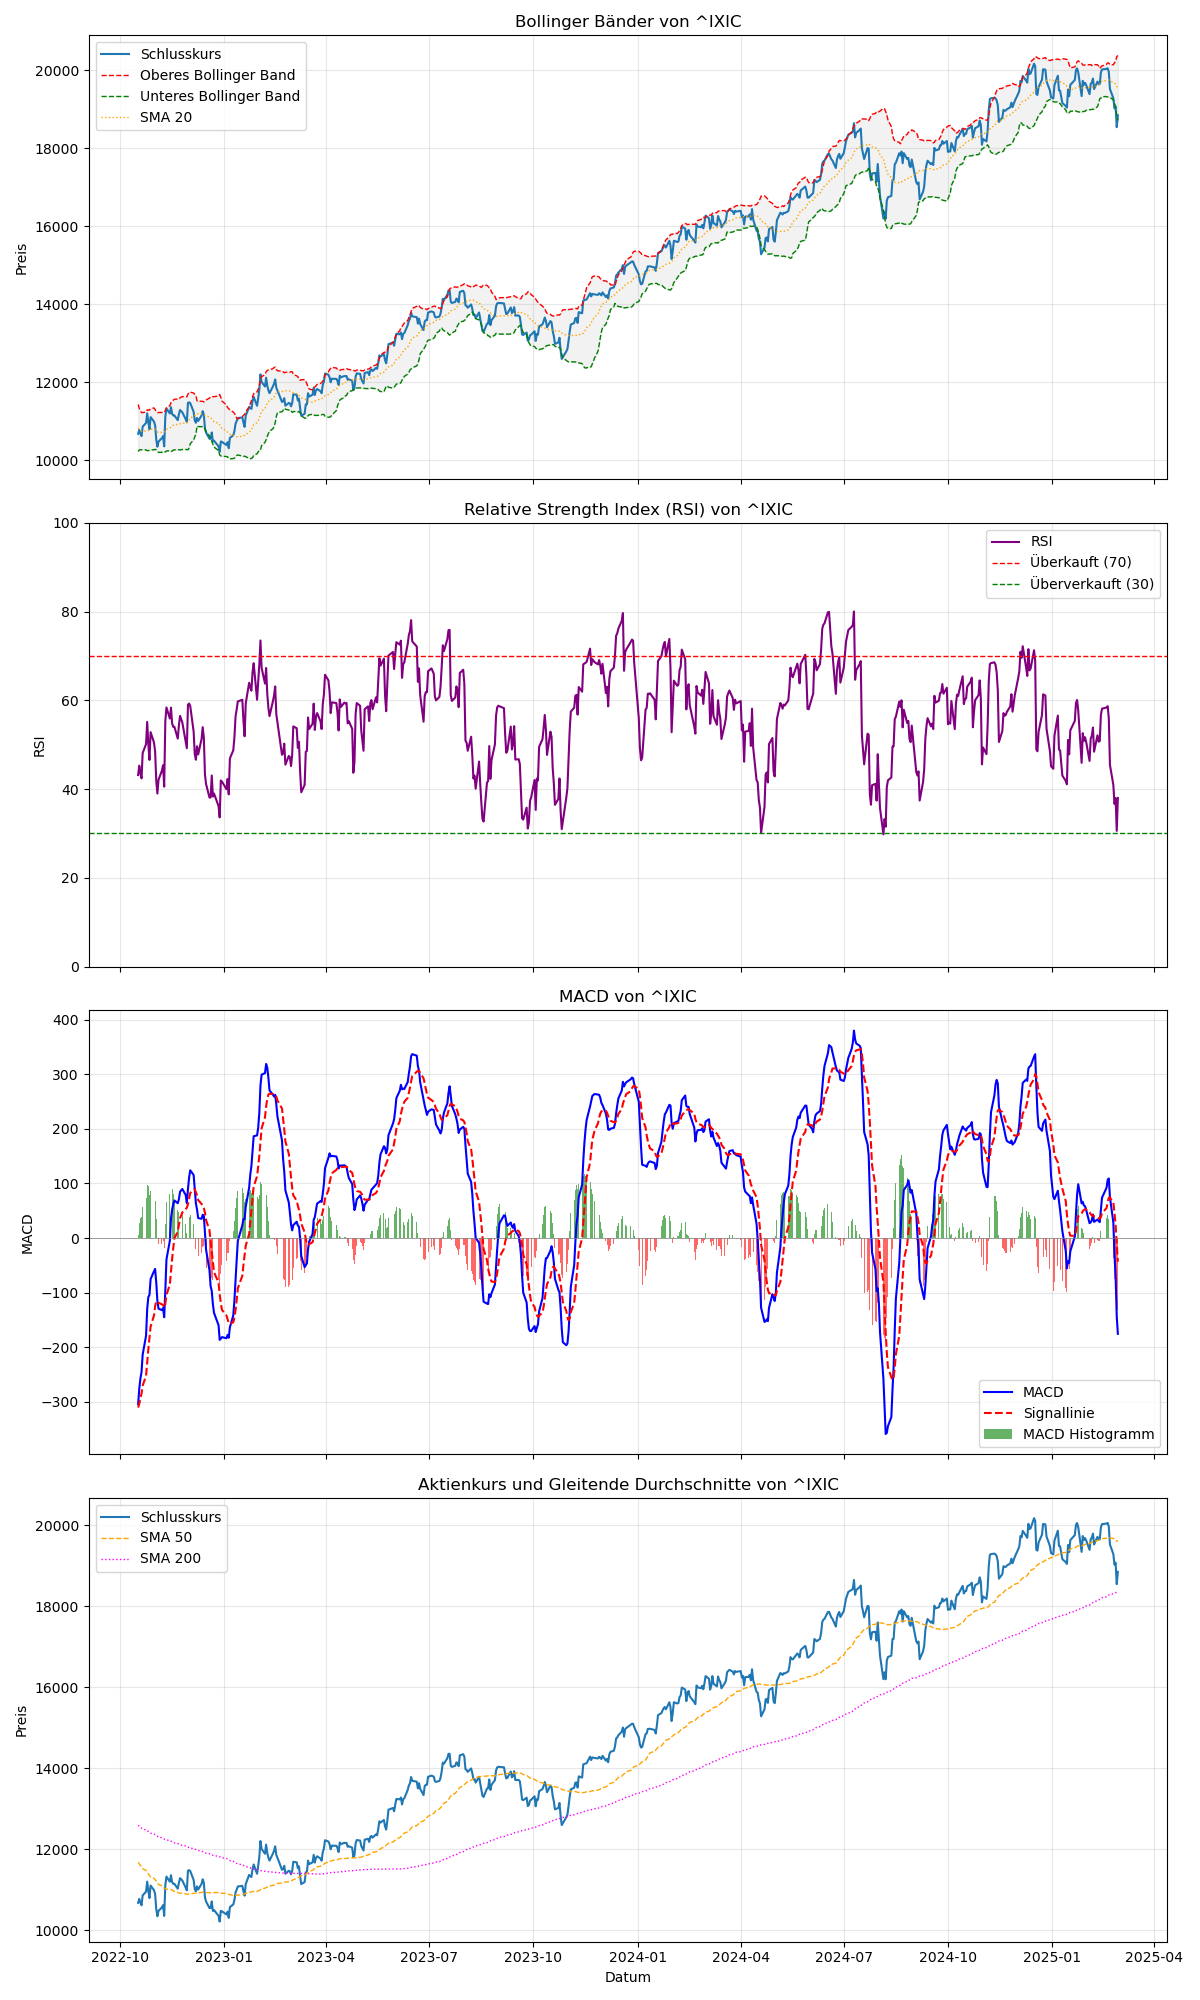 Bollinger Bänder von ^IXIC
Schlusskurs
Oberes Bollinger Band
Unteres Bollinger Band
SMA 20
20000
18000
16000
14000
12000
10000
Preis
Relative Strength Index (RSI) von ^IXIC
RSI
Überkauft (70)
Überverkauft (30)
100
80
60
40
20
0
RSI
MACD von ^IXIC
400
300
200
100
0
−100
−200
−300
MACD
MACD
Signallinie
MACD Histogramm
Aktienkurs und Gleitende Durchschnitte von ^IXIC
Schlusskurs
SMA 50
SMA 200
20000
18000
16000
14000
12000
10000
Preis
2022-10 2023-01 2023-04 2023-07 2023-10 2024-01 2024-04 2024-07 2024-10 2025-01 2025-04
Datum